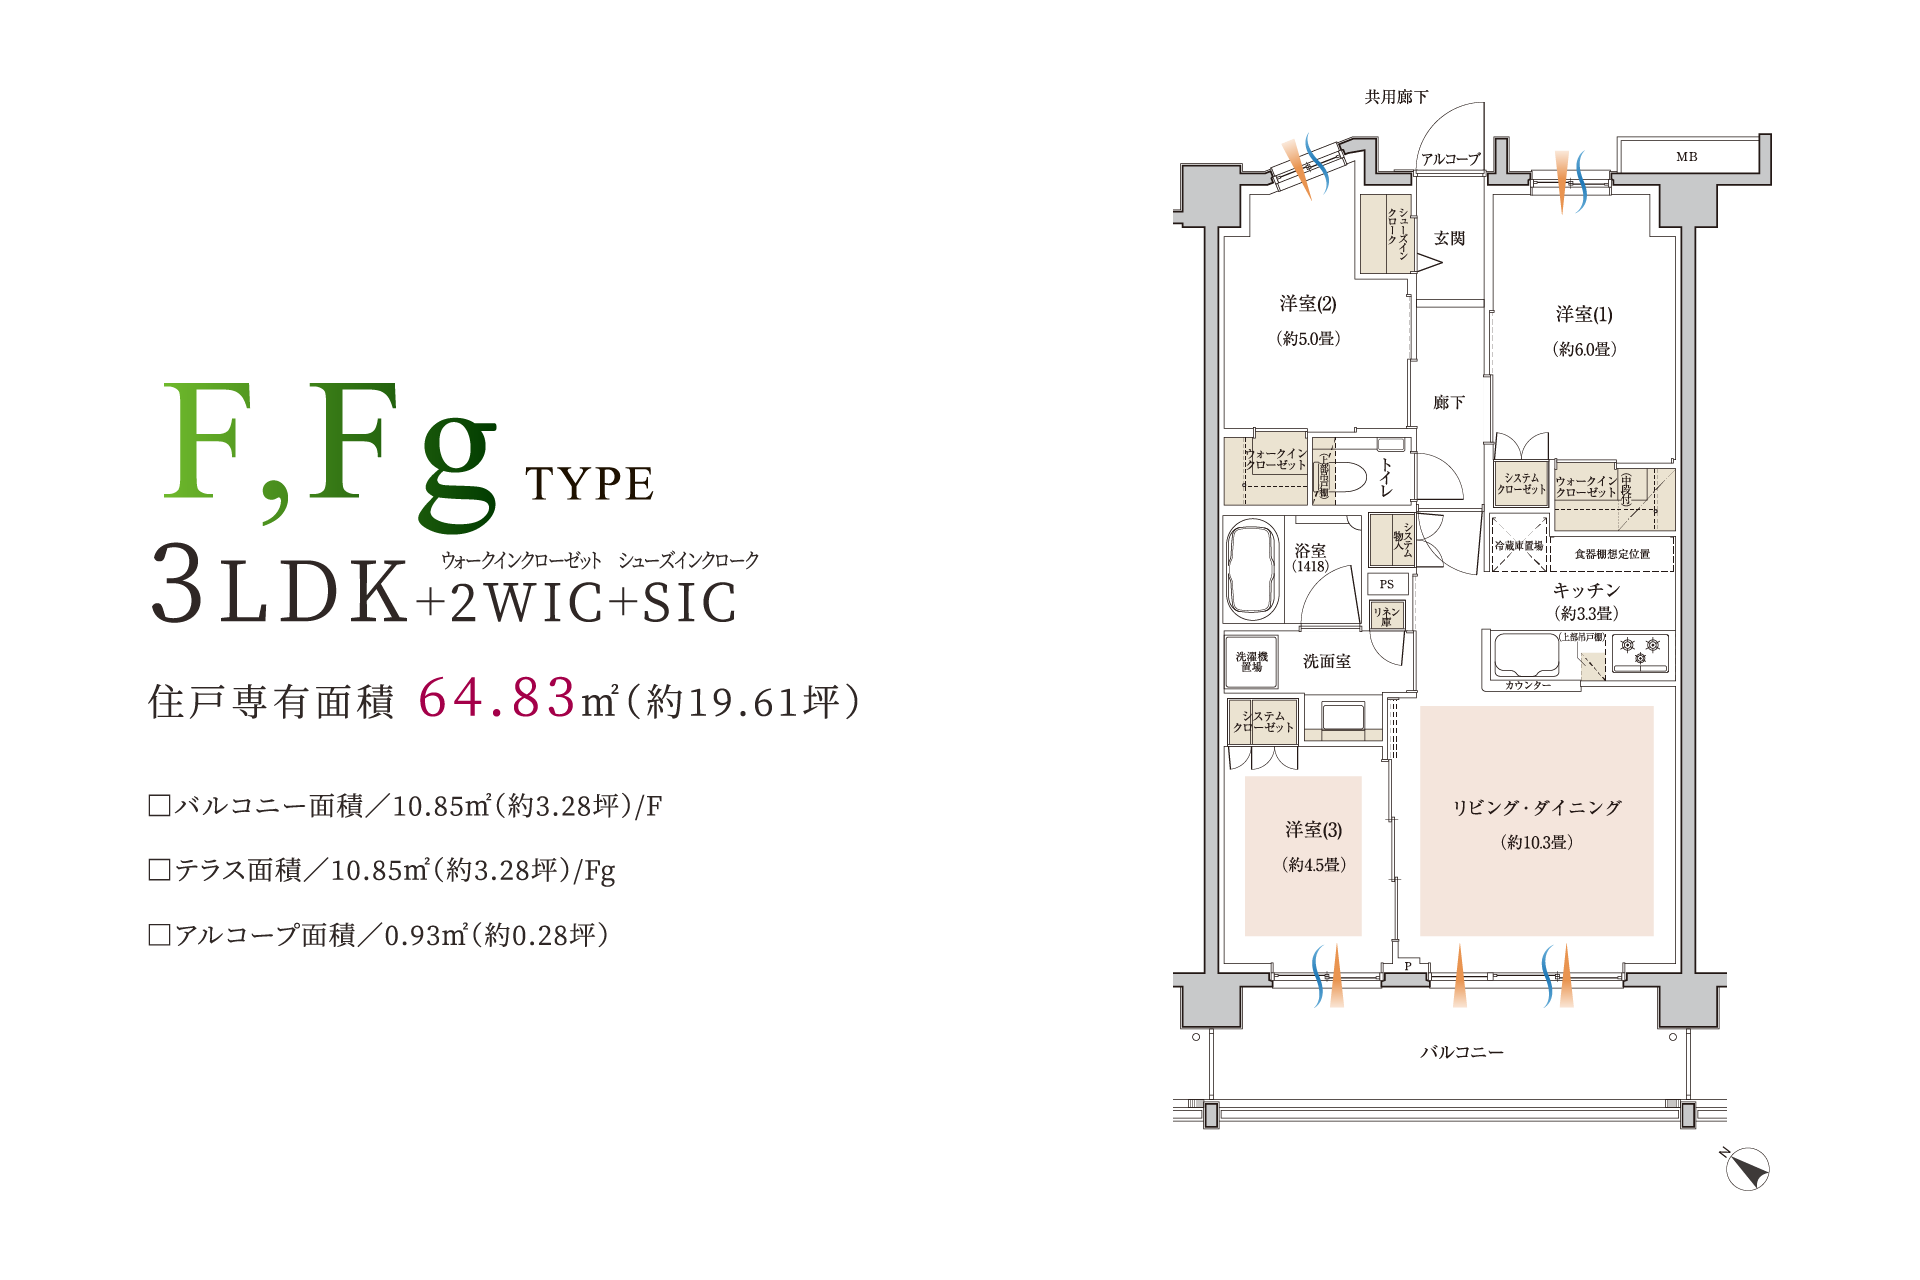 F,Fg TYPE
ウォークインクローゼット シューズインクローク
3LDK+2WIC+SIC
住戸専有面積 64.83㎡(約19.61坪)
□バルコニー面積／10.85㎡(約3.28坪)/F
□テラス面積／10.85㎡(約3.28坪)/Fg
□アルコープ面積／0.93㎡(約0.28坪)
共用廊下
アルコープ
MB
シューズイン
クローク
玄関
洋室(2)
(約5.0畳)
洋室(1)
(約6.0畳)
廊下
ウォークイン
クローゼット
(上部吊戸棚)
トイレ
システム
クローゼット
ウォークイン
クローゼット
(中段付)
浴室
(1418)
システム
物入
冷蔵庫置場
食器棚想定位置
PS
キッチン
(約3.3畳)
リネン
庫
洗濯機
置場
洗面室
(上部吊戸棚)
カウンター
システム
クローゼット
リビング・ダイニング
(約10.3畳)
洋室(3)
(約4.5畳)
P
バルコニー
N